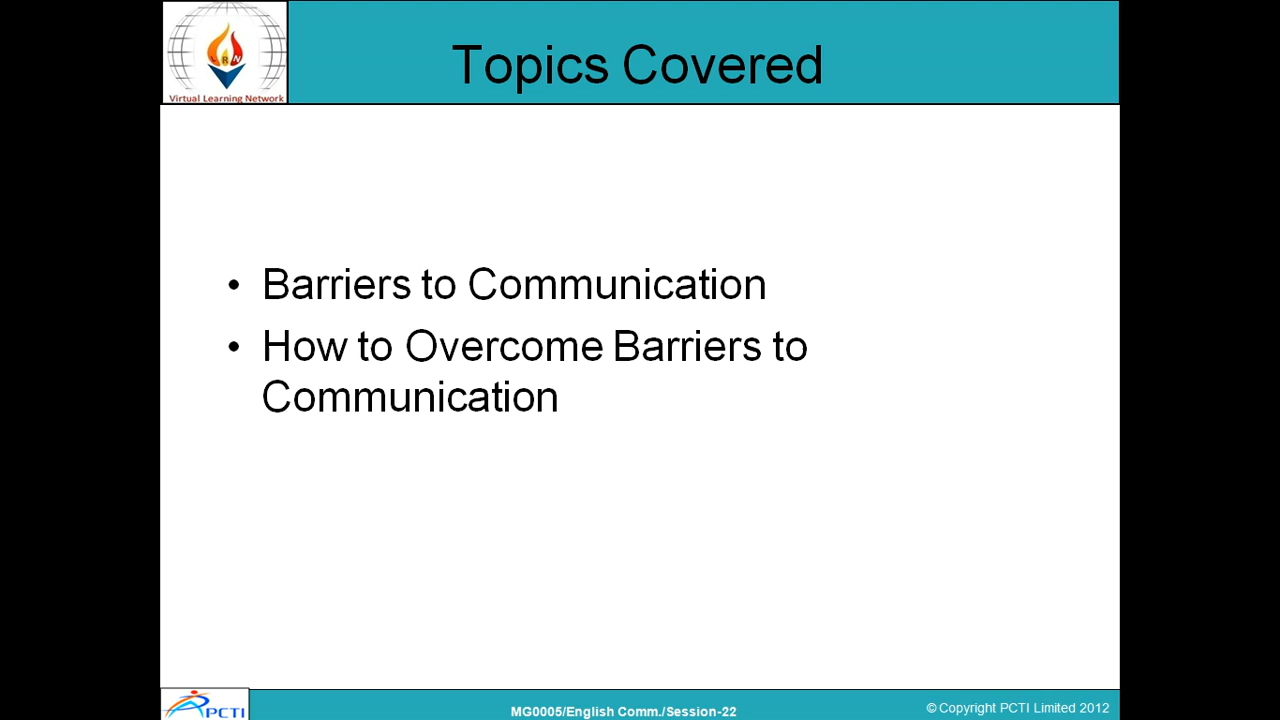 Topics Covered
Virtual Learning Network
• Barriers to Communication
• How to Overcome Barriers to
Communication
PCTI
MG0005/English Comm./Session-22
© Copyright PCTI Limited 2012